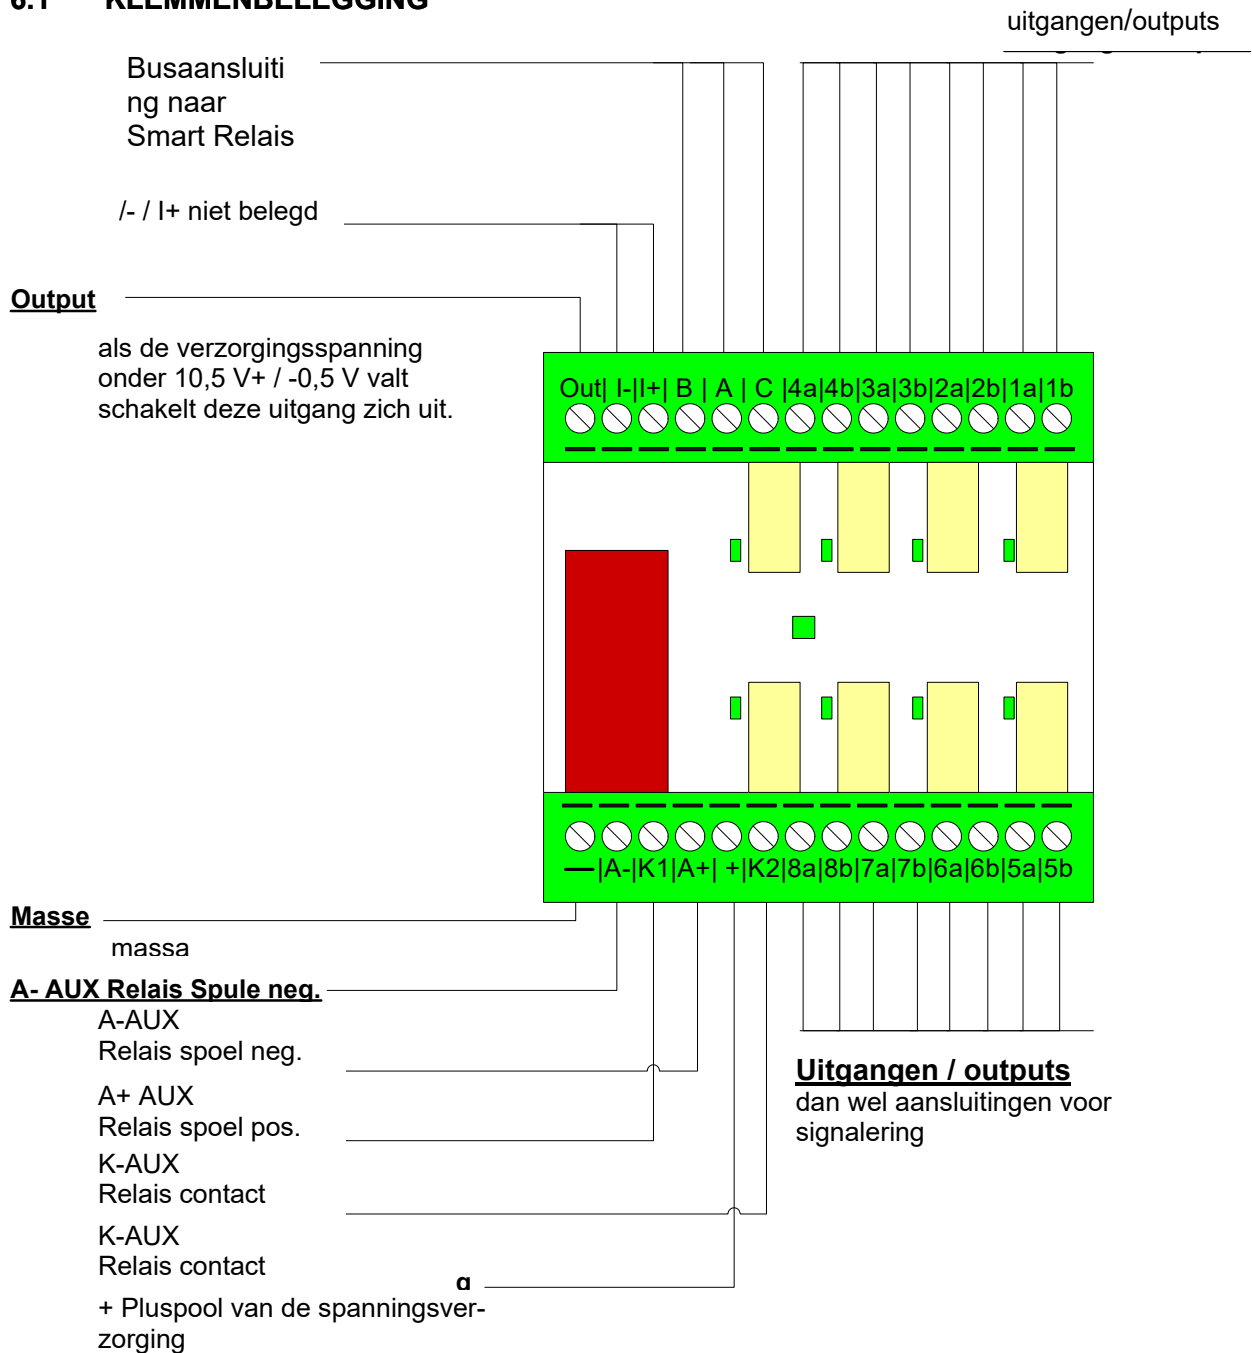 6.1 KLEMMENBELEGGING
uitgangen/outputs
Busaansluiti
ng naar
Smart Relais
/- / I+ niet belegd
Output
als de verzorgingsspanning
onder 10,5 V+ / -0,5 V valt
schakelt deze uitgang zich uit.
Out| I-|I+| B | A | C |4a|4b|3a|3b|2a|2b|1a|1b
—|A-|K1|A+| +|K2|8a|8b|7a|7b|6a|6b|5a|5b
Masse
massa
A- AUX Relais Spule neg.
A-AUX
Relais spoel neg.
A+ AUX
Relais spoel pos.
K-AUX
Relais contact
K-AUX
Relais contact
g
+ Pluspool van de spanningsver-
zorging
Uitgangen / outputs
dan wel aansluitingen voor
signalering